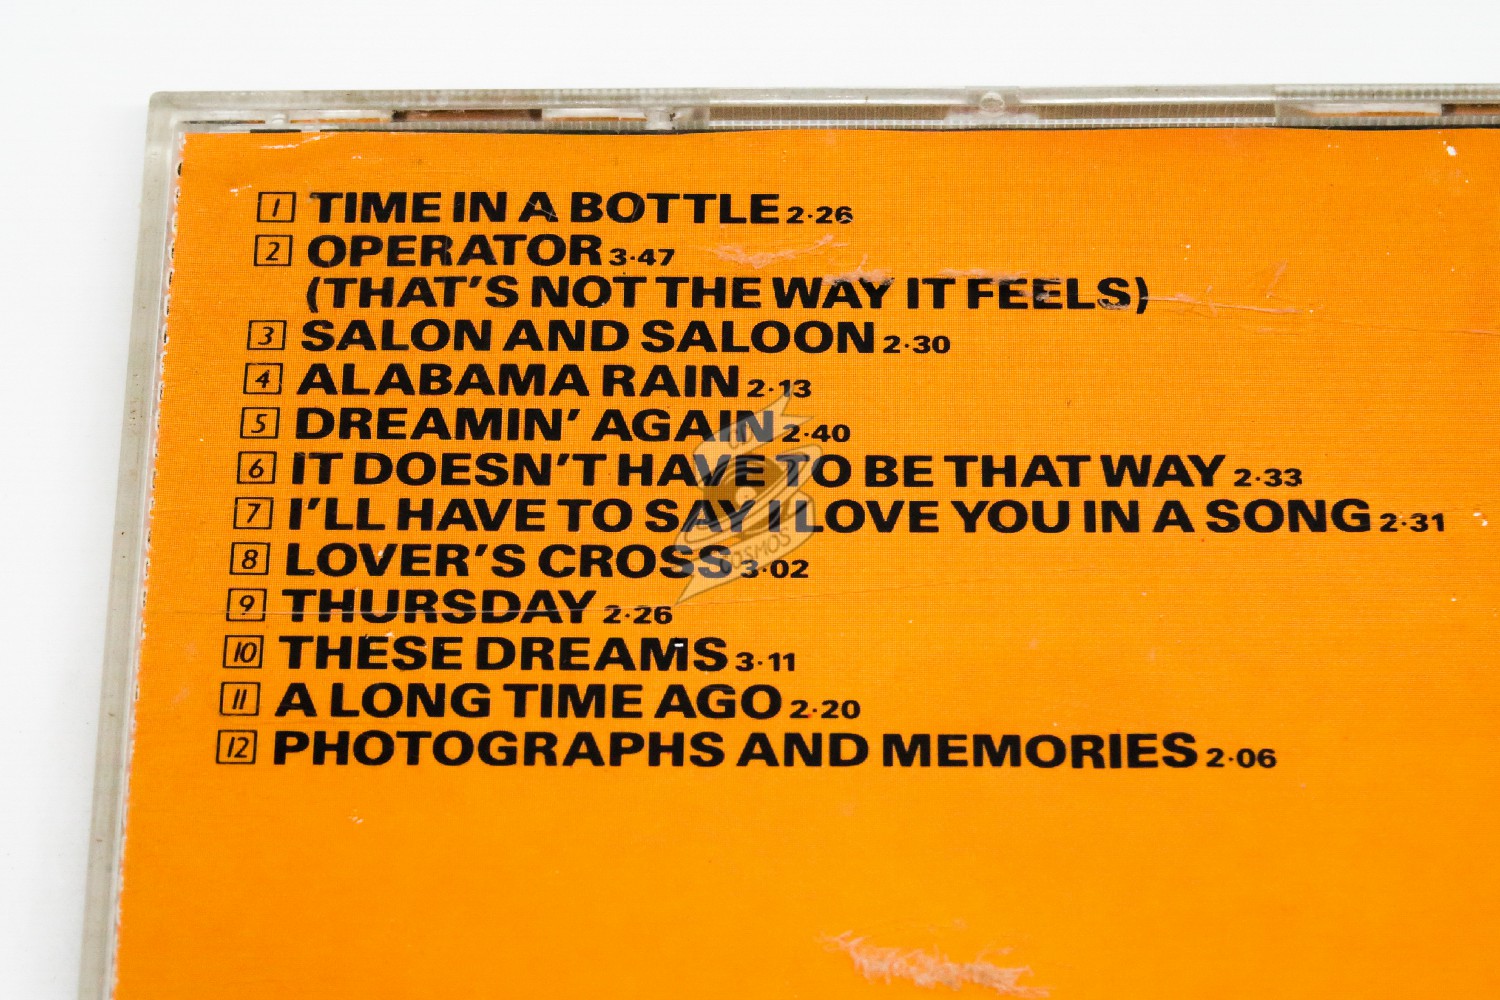 1 TIME IN A BOTTLE 2·26
2 OPERATOR 3·47
(THAT'S NOT THE WAY IT FEELS)
3 SALON AND SALOON 2·30
4 ALABAMA RAIN 2·13
5 DREAMIN' AGAIN 2·40
6 IT DOESN'T HAVE TO BE THAT WAY 2·33
7 I'LL HAVE TO SAY I LOVE YOU IN A SONG 2·31
8 LOVER'S CROSS 3·02
9 THURSDAY 2·26
10 THESE DREAMS 3·11
11 A LONG TIME AGO 2·20
12 PHOTOGRAPHS AND MEMORIES 2·06
CD
COSMOS